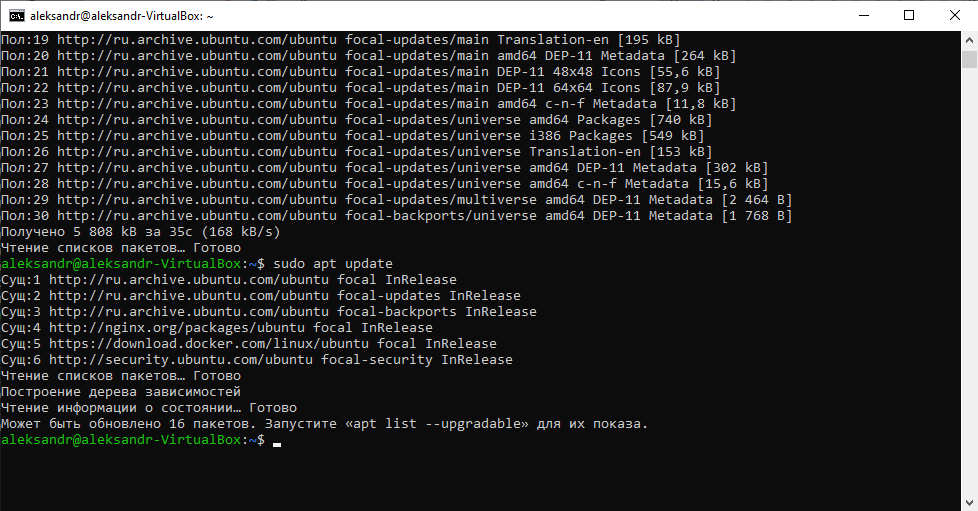 aleksandr@aleksandr-VirtualBox: ~
Пол:19 http://ru.archive.ubuntu.com/ubuntu focal-updates/main Translation-en [195 kB]
Пол:20 http://ru.archive.ubuntu.com/ubuntu focal-updates/main amd64 DEP-11 Metadata [264 kB]
Пол:21 http://ru.archive.ubuntu.com/ubuntu focal-updates/main DEP-11 48x48 Icons [55,6 kB]
Пол:22 http://ru.archive.ubuntu.com/ubuntu focal-updates/main DEP-11 64x64 Icons [87,9 kB]
Пол:23 http://ru.archive.ubuntu.com/ubuntu focal-updates/main amd64 c-n-f Metadata [11,8 kB]
Пол:24 http://ru.archive.ubuntu.com/ubuntu focal-updates/universe amd64 Packages [740 kB]
Пол:25 http://ru.archive.ubuntu.com/ubuntu focal-updates/universe i386 Packages [549 kB]
Пол:26 http://ru.archive.ubuntu.com/ubuntu focal-updates/universe Translation-en [153 kB]
Пол:27 http://ru.archive.ubuntu.com/ubuntu focal-updates/universe amd64 DEP-11 Metadata [302 kB]
Пол:28 http://ru.archive.ubuntu.com/ubuntu focal-updates/universe amd64 c-n-f Metadata [15,6 kB]
Пол:29 http://ru.archive.ubuntu.com/ubuntu focal-updates/multiverse amd64 DEP-11 Metadata [2 464 B]
Пол:30 http://ru.archive.ubuntu.com/ubuntu focal-backports/universe amd64 DEP-11 Metadata [1 768 B]
Получено 5 808 kB за 35с (168 kB/s)
Чтение списков пакетов… Готово
aleksandr@aleksandr-VirtualBox:~$ sudo apt update
Сущ:1 http://ru.archive.ubuntu.com/ubuntu focal InRelease
Сущ:2 http://ru.archive.ubuntu.com/ubuntu focal-updates InRelease
Сущ:3 http://ru.archive.ubuntu.com/ubuntu focal-backports InRelease
Сущ:4 http://nginx.org/packages/ubuntu focal InRelease
Сущ:5 https://download.docker.com/linux/ubuntu focal InRelease
Сущ:6 http://security.ubuntu.com/ubuntu focal-security InRelease
Чтение списков пакетов… Готово
Построение дерева зависимостей
Чтение информации о состоянии… Готово
Может быть обновлено 16 пакетов. Запустите «apt list --upgradable» для их показа.
aleksandr@aleksandr-VirtualBox:~$